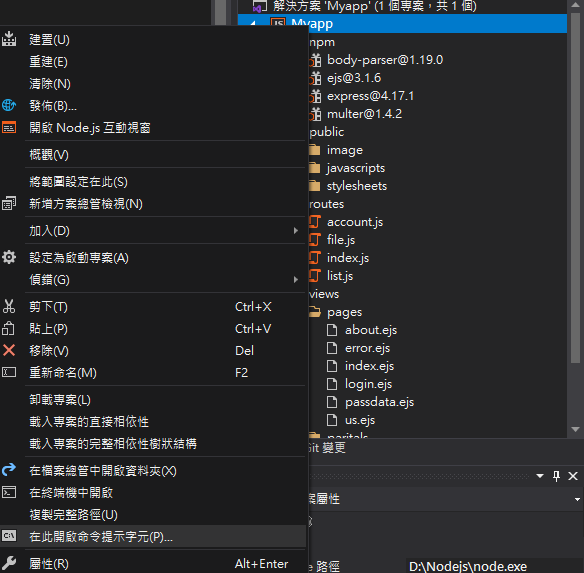 解決方案 'Myapp' (1 個專案，共 1 個)
Myapp
npm
body-parser@1.19.0
ejs@3.1.6
express@4.17.1
multer@1.4.2
public
image
javascripts
stylesheets
routes
account.js
file.js
index.js
list.js
views
pages
about.ejs
error.ejs
index.ejs
login.ejs
passdata.ejs
us.ejs
paritals
Git 變更
案屬性
路徑
D:\Nodejs\node.exe
建置(U)
重建(E)
清除(N)
發佈(B)...
開啟 Node.js 互動視窗
概觀(V)
將範圍設定在此(S)
新增方案總管檢視(N)
加入(D)
設定為啟動專案(A)
偵錯(G)
剪下(T) Ctrl+X
貼上(P) Ctrl+V
移除(V) Del
重新命名(M) F2
卸載專案(L)
載入專案的直接相依性
載入專案的完整相依性樹狀結構
在檔案總管中開啟資料夾(X)
在終端機中開啟
複製完整路徑(U)
在此開啟命令提示字元(P)...
屬性(R) Alt+Enter